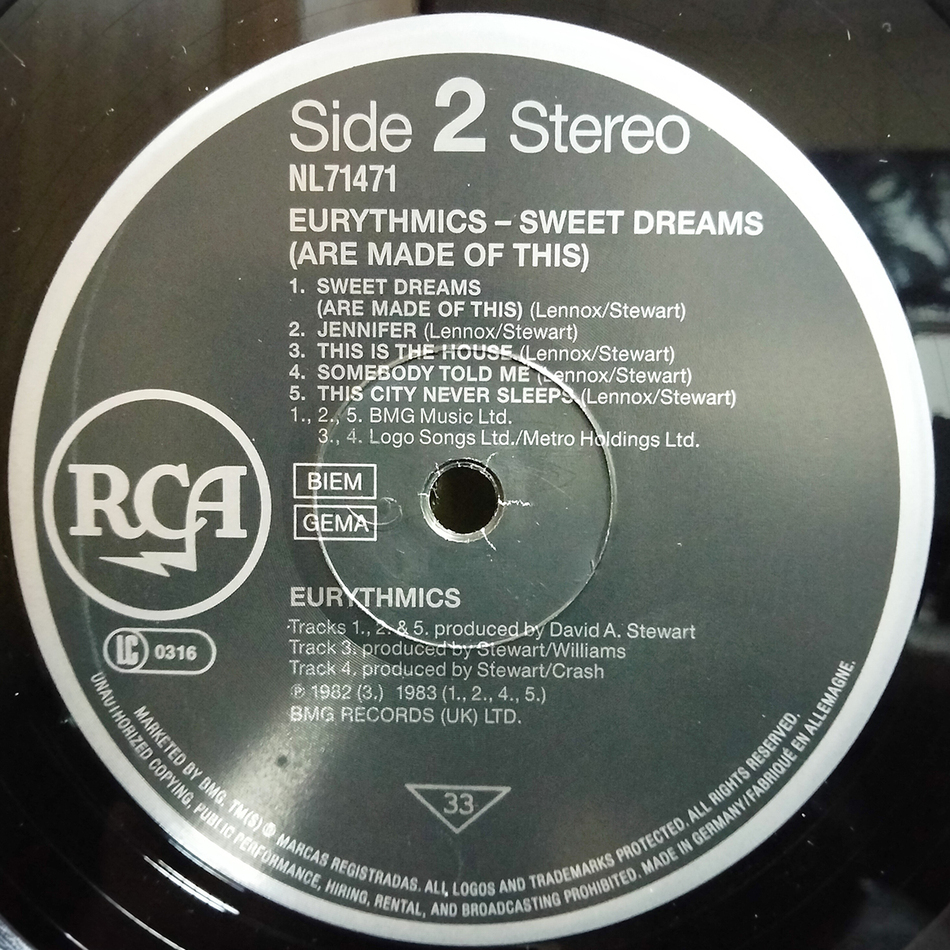 Side 2 Stereo
NL71471
EURYTHMICS – SWEET DREAMS
(ARE MADE OF THIS)
1. SWEET DREAMS
(ARE MADE OF THIS) (Lennox/Stewart)
2. JENNIFER (Lennox/Stewart)
3. THIS IS THE HOUSE (Lennox/Stewart)
4. SOMEBODY TOLD ME (Lennox/Stewart)
5. THIS CITY NEVER SLEEPS (Lennox/Stewart)
1., 2., 5. BMG Music Ltd.
3., 4. Logo Songs Ltd./Metro Holdings Ltd.
RCA
BIEM
GEMA
EURYTHMICS
Tracks 1., 2. & 5. produced by David A. Stewart
Track 3. produced by Stewart/Williams
Track 4. produced by Stewart/Crash
℗ 1982 (3.) 1983 (1., 2., 4., 5.)
BMG RECORDS (UK) LTD.
LC 0316
33
MARKETED BY BMG. TM(S) ® MARCAS REGISTRADAS. ALL LOGOS AND TRADEMARKS PROTECTED. ALL RIGHTS RESERVED.
UNAUTHORIZED COPYING, PUBLIC PERFORMANCE, HIRING, RENTAL, AND BROADCASTING PROHIBITED. MADE IN GERMANY/FABRIQUÉ EN ALLEMAGNE.